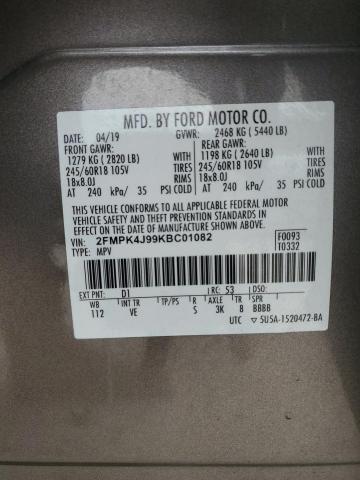 MFD. BY FORD MOTOR CO.
DATE: 04/19 GVWR: 2468 KG (5440 LB)
FRONT GAWR: REAR GAWR:
1279 KG (2820 LB) 1198 KG (2640 LB)
245/60R18 105V TIRES 245/60R18 105V TIRES
18x8.0J RIMS 18x8.0J RIMS
AT 240 kPa/ 35 PSI COLD AT 240 kPa/ 35 PSI COLD
THIS VEHICLE CONFORMS TO ALL APPLICABLE FEDERAL MOTOR
VEHICLE SAFETY AND THEFT PREVENTION STANDARDS IN
EFFECT ON THE DATE OF MANUFACTURE SHOWN ABOVE.
VIN: 2FMPK4J99KBC01082 F0093
TYPE: MPV T0332
EXT PNT: D1 RC: 53 DSO:
WB INT TR TP/PS R AXLE TR SPR
112 VE S 3K 8 BBBB
UTC ▽ 5U5A-1520472-BA